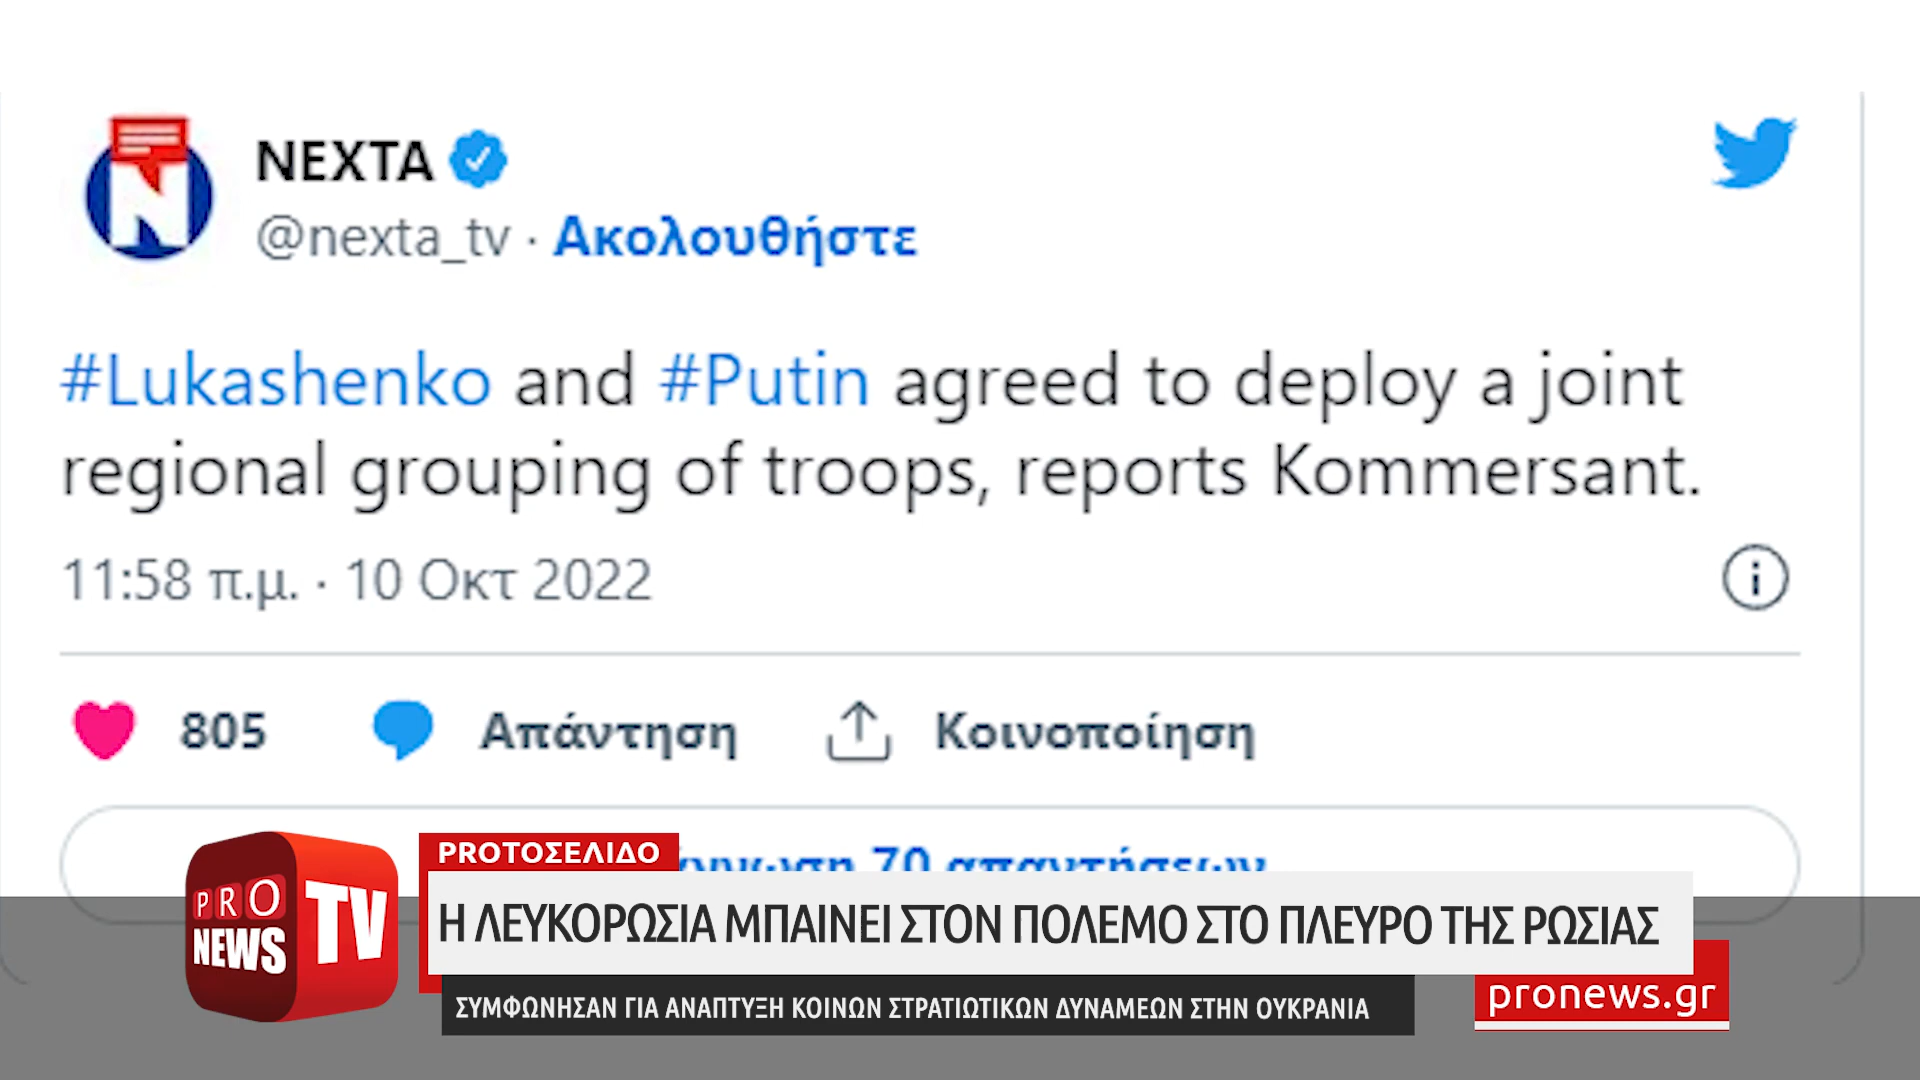 NEXTA
@nexta_tv · Ακολουθήστε
#Lukashenko and #Putin agreed to deploy a joint
regional grouping of troops, reports Kommersant.
11:58 π.μ. · 10 Οκτ 2022
805 Απάντηση Κοινοποίηση
70 απαντήσεων
PROTOΣΕΛΙΔΟ
PRO
NEWS
TV
Η ΛΕΥΚΟΡΩΣΙΑ ΜΠΑΙΝΕΙ ΣΤΟΝ ΠΟΛΕΜΟ ΣΤΟ ΠΛΕΥΡΟ ΤΗΣ ΡΩΣΙΑΣ
ΣΥΜΦΩΝΗΣΑΝ ΓΙΑ ΑΝΑΠΤΥΞΗ ΚΟΙΝΩΝ ΣΤΡΑΤΙΩΤΙΚΩΝ ΔΥΝΑΜΕΩΝ ΣΤΗΝ ΟΥΚΡΑΝΙΑ
pronews.gr